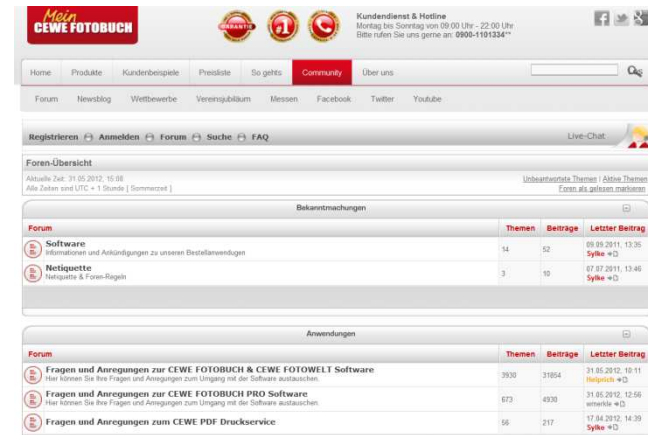 Mein
CEWE FOTOBUCH
GARANTIE
Kundendienst & Hotline
Montag bis Sonntag von 09:00 Uhr - 22:00 Uhr
Bitte rufen Sie uns gerne an: 0900-1101334**
Home Produkte Kundenbeispiele Preisliste So gehts Community Über uns
Forum Newsblog Wettbewerbe Vereinsjubiläum Messen Facebook Twitter Youtube
Registrieren Anmelden Forum Suche FAQ Live-Chat
Foren-Übersicht
Aktuelle Zeit: 31.05.2012, 15:08 Unbeantwortete Themen | Aktive Themen
Alle Zeiten sind UTC + 1 Stunde [ Sommerzeit ] Foren als gelesen markieren
Bekanntmachungen
Forum Themen Beiträge Letzter Beitrag
Software 14 52 09.09.2011, 13:35
Informationen und Ankündigungen zu unseren Bestellanwendugen Sylke
Netiquette 3 10 07.07.2011, 13:46
Netiquette & Foren-Regeln Sylke
Anwendungen
Forum Themen Beiträge Letzter Beitrag
Fragen und Anregungen zur CEWE FOTOBUCH & CEWE FOTOWELT Software 3930 31854 31.05.2012, 10:11
Hier können Sie Ihre Fragen und Anregungen zum Umgang mit der Software austauschen.
Fragen und Anregungen zur CEWE FOTOBUCH PRO Software 673 4930 31.05.2012, 12:56
Hier können Sie Ihre Fragen und Anregungen zum Umgang mit der Software austauschen.
Fragen und Anregungen zum CEWE PDF Druckservice 56 217 17.04.2012, 14:39
Sylke